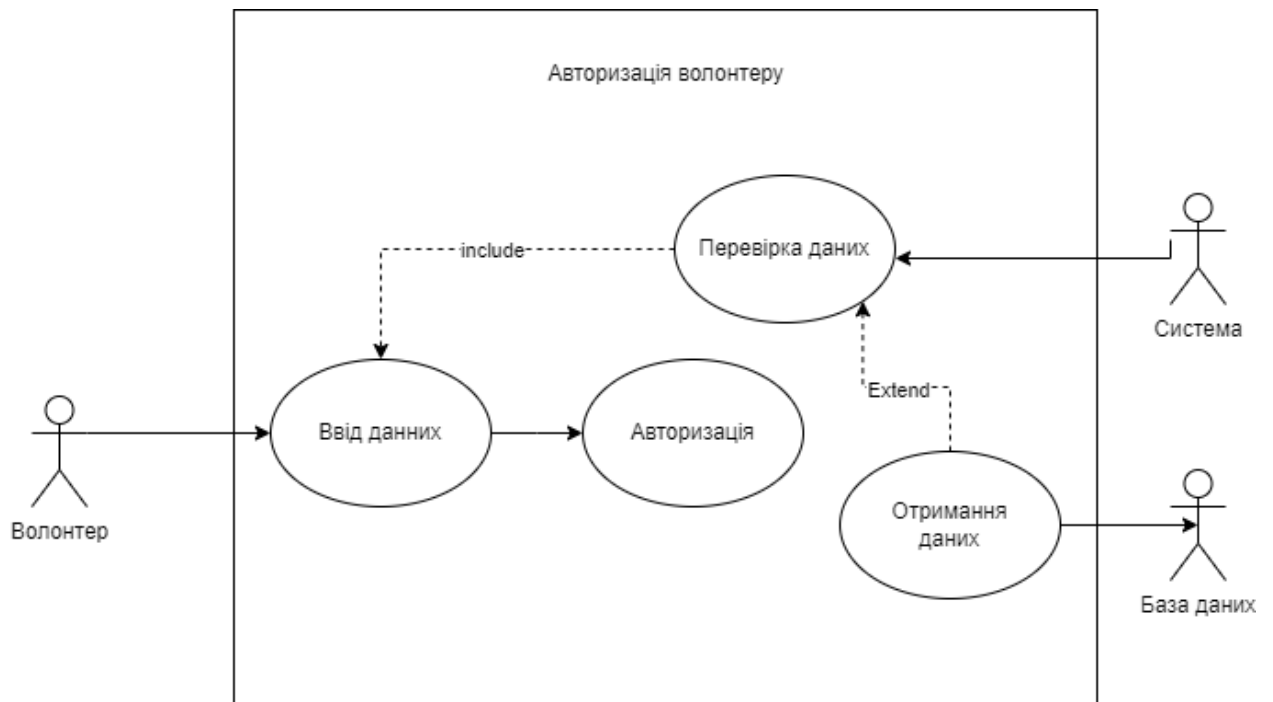 Авторизація волонтеру
Перевірка даних
include
Система
Extend
Ввід данних
Авторизація
Волонтер
Отримання
даних
База даних